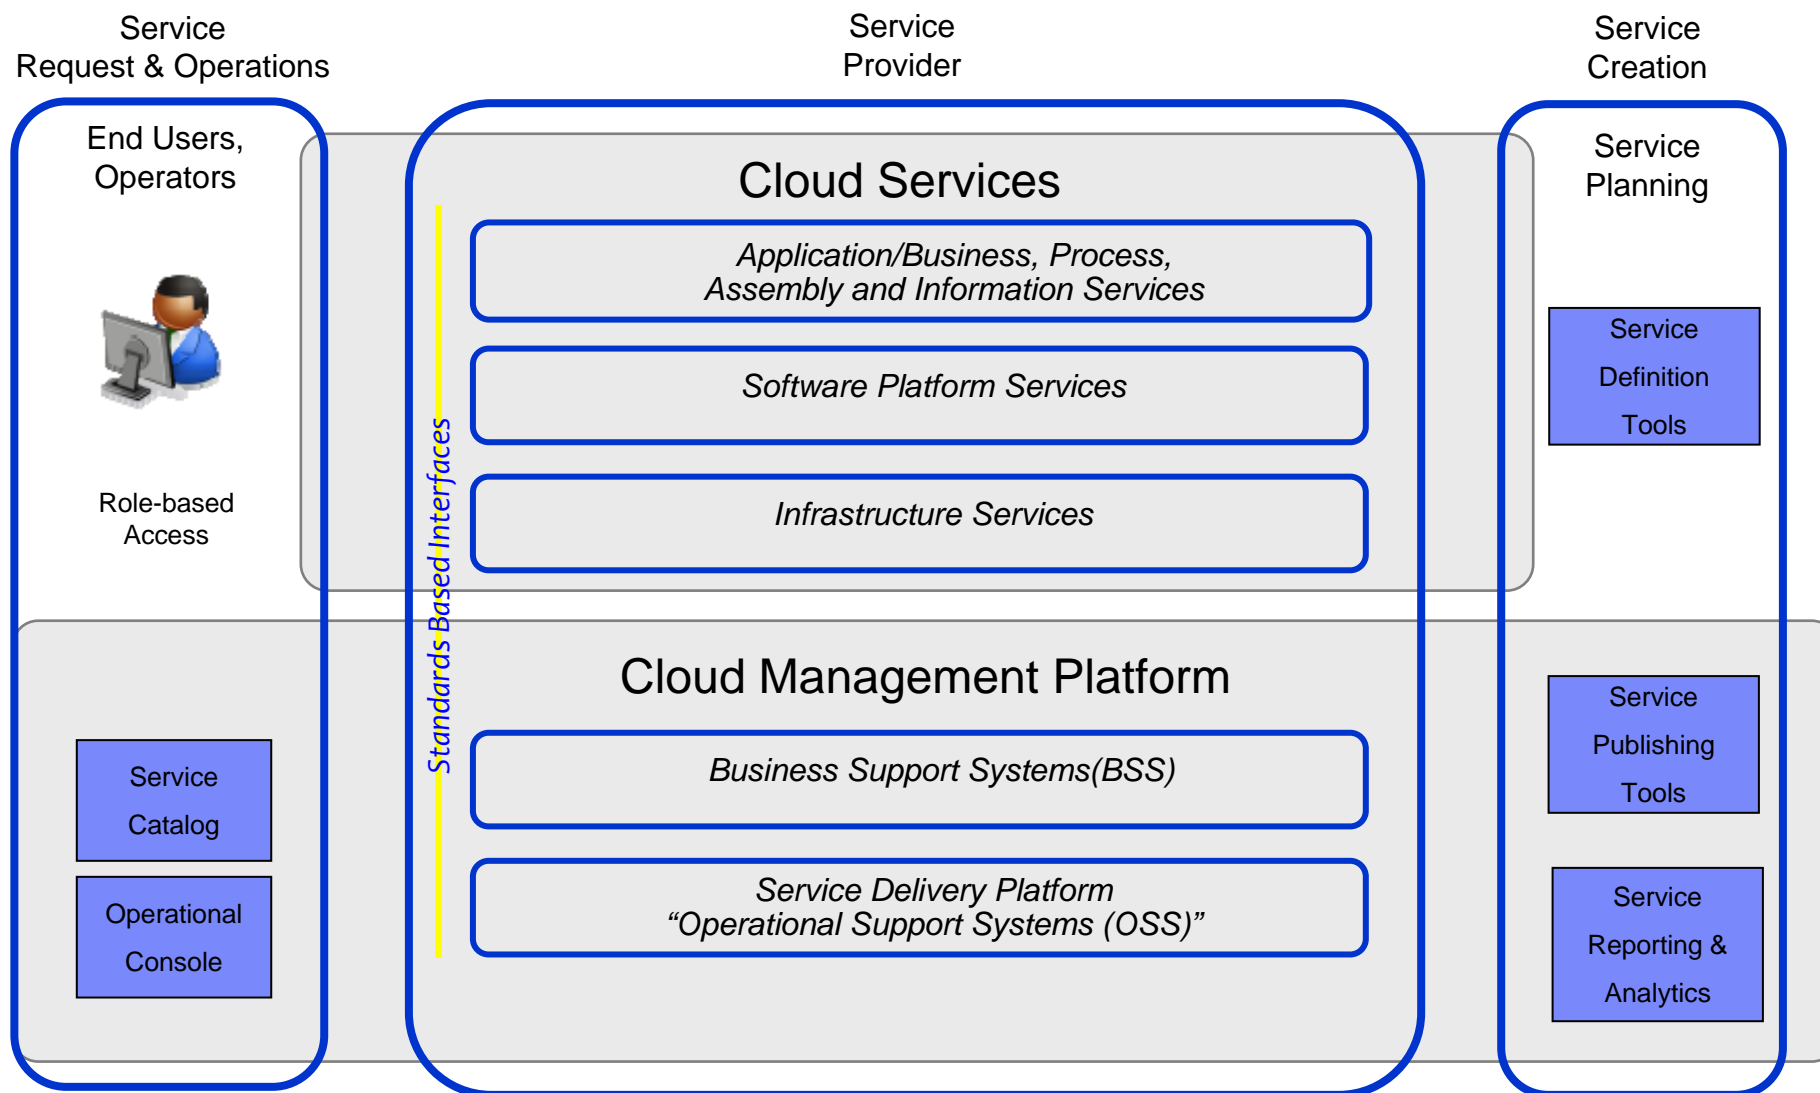 Service
Request & Operations
Service
Provider
Service
Creation
End Users,
Operators
Role-based
Access
Service
Catalog
Operational
Console
Standards Based Interfaces
Cloud Services
Application/Business, Process,
Assembly and Information Services
Software Platform Services
Infrastructure Services
Cloud Management Platform
Business Support Systems(BSS)
Service Delivery Platform
“Operational Support Systems (OSS)”
Service
Planning
Service
Definition
Tools
Service
Publishing
Tools
Service
Reporting &
Analytics